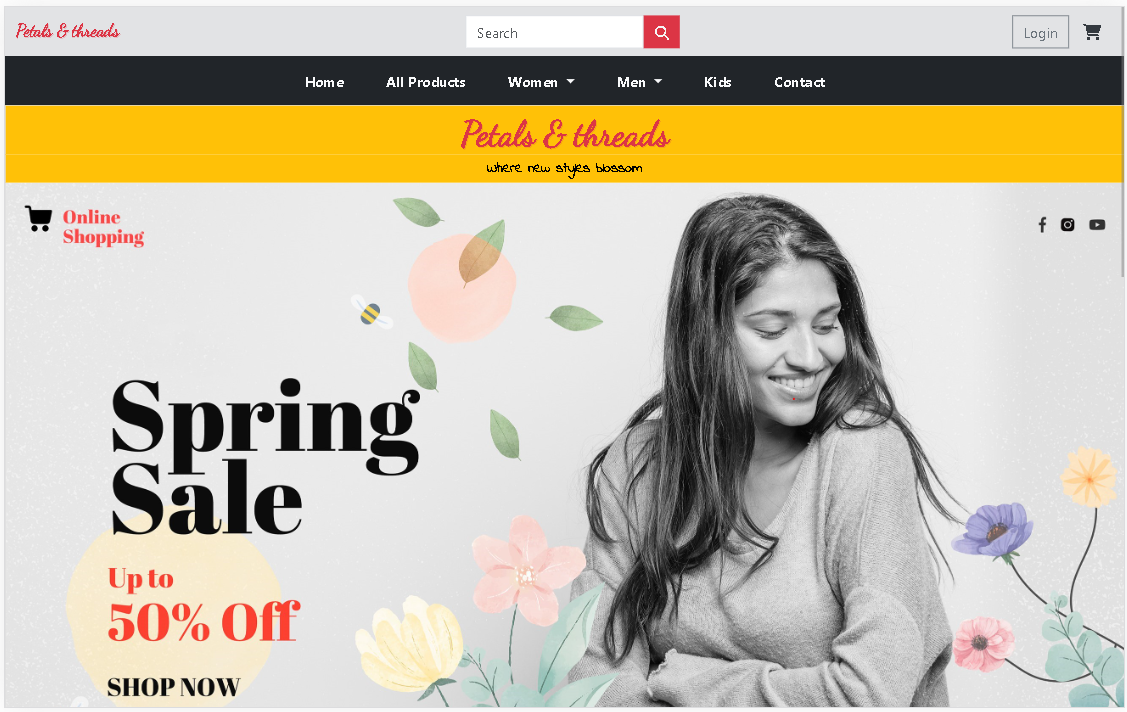 Petals & threads
Search
Login
Home All Products Women Men Kids Contact
Petals & threads
where new styles blossom
Online
Shopping
Spring
Sale
Up to
50% Off
SHOP NOW